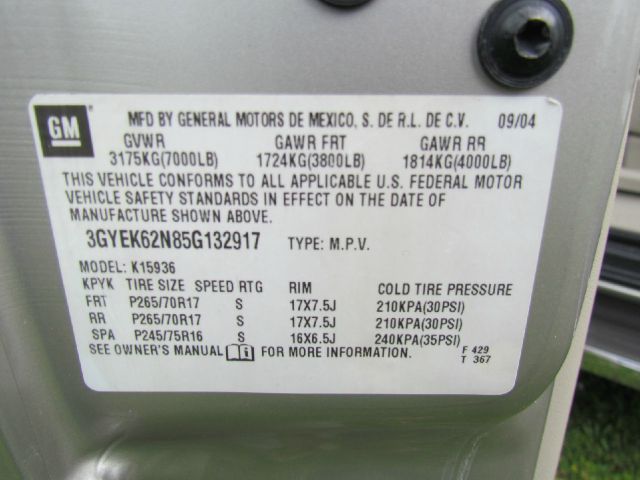 GM
MFD BY GENERAL MOTORS DE MEXICO, S. DE R.L. DE C.V. 09/04
GVWR GAWR FRT GAWR RR
3175KG(7000LB) 1724KG(3800LB) 1814KG(4000LB)
THIS VEHICLE CONFORMS TO ALL APPLICABLE U.S. FEDERAL MOTOR
VEHICLE SAFETY STANDARDS IN EFFECT ON THE DATE OF
MANUFACTURE SHOWN ABOVE.
3GYEK62N85G132917 TYPE: M.P.V.
MODEL: K15936
KPYK TIRE SIZE SPEED RTG RIM COLD TIRE PRESSURE
FRT P265/70R17 S 17X7.5J 210KPA(30PSI)
RR P265/70R17 S 17X7.5J 210KPA(30PSI)
SPA P245/75R16 S 16X6.5J 240KPA(35PSI)
SEE OWNER'S MANUAL FOR MORE INFORMATION. F 429
T 367